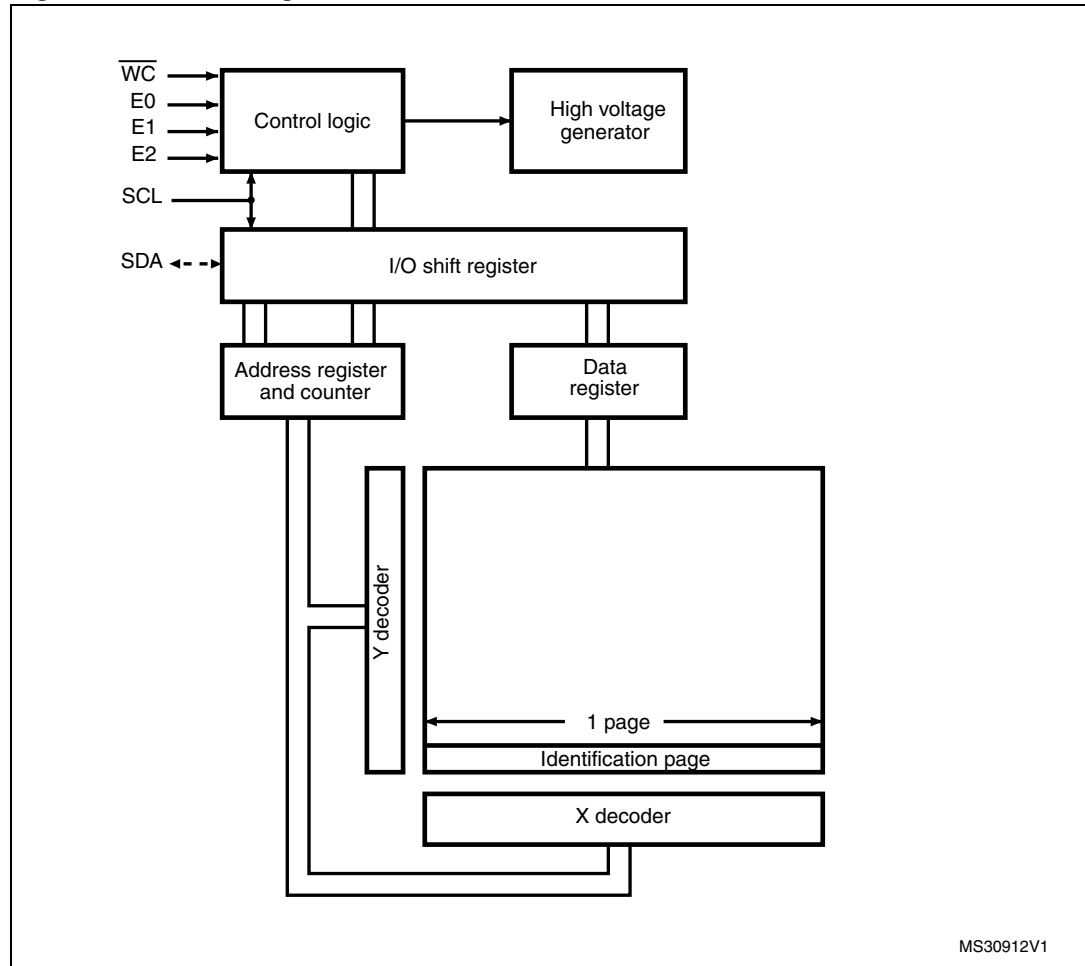 WC
E0
E1
E2
SCL
SDA
Control logic
High voltage
generator
I/O shift register
Address register
and counter
Data
register
Y decoder
1 page
Identification page
X decoder
MS30912V1